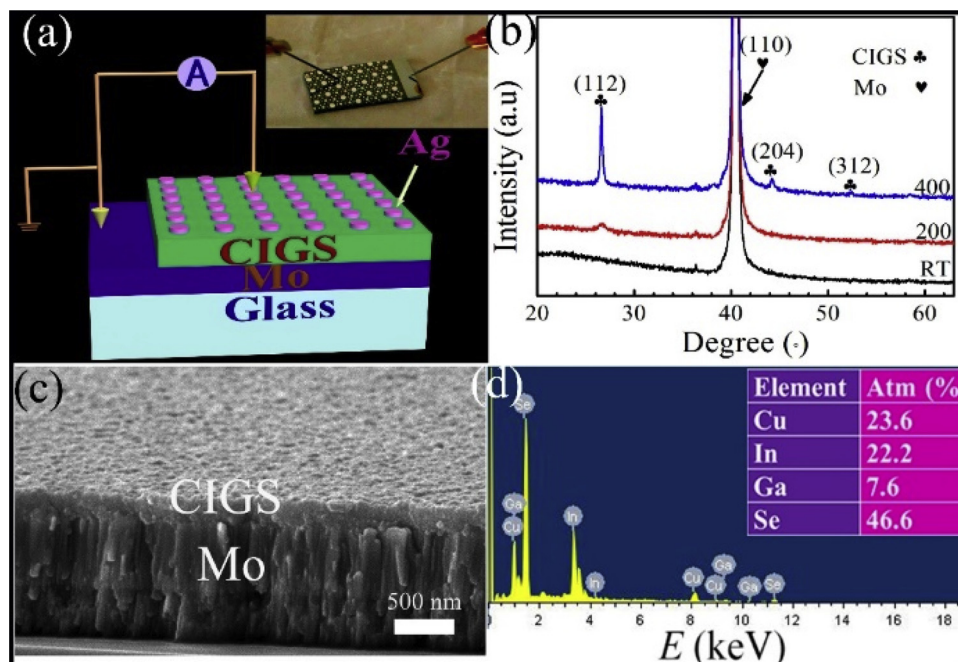 (a)
A
Ag
CIGS
Mo
Glass
(b)
Intensity (a.u)
(112)
(110)
CIGS ♣
Mo ♥
(204)
(312)
400
200
RT
20 30 40 50 60
Degree (◦)
(c)
CIGS
Mo
500 nm
(d)
Se
Ga
Cu
In
In
Cu
Cu
Ga
Ga
Se
Element Atm (%
Cu 23.6
In 22.2
Ga 7.6
Se 46.6
2 4 6 8 10 12 14 16 18
E (keV)